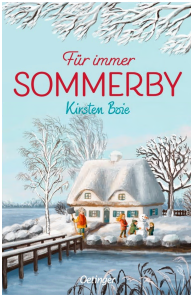 Für immer
SOMMERBY
Kirsten Boie
Oetinger